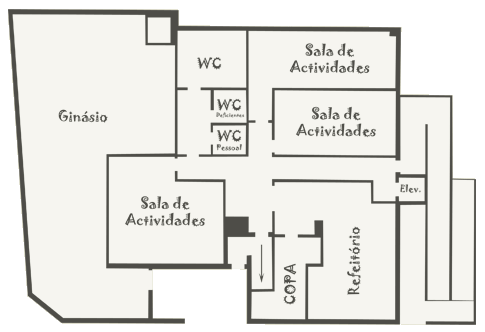 WC
Sala de
Actividades
Ginásio
WC
Deficientes
Sala de
Actividades
WC
Pessoal
Sala de
Actividades
Elev.
Refeitório
COPA